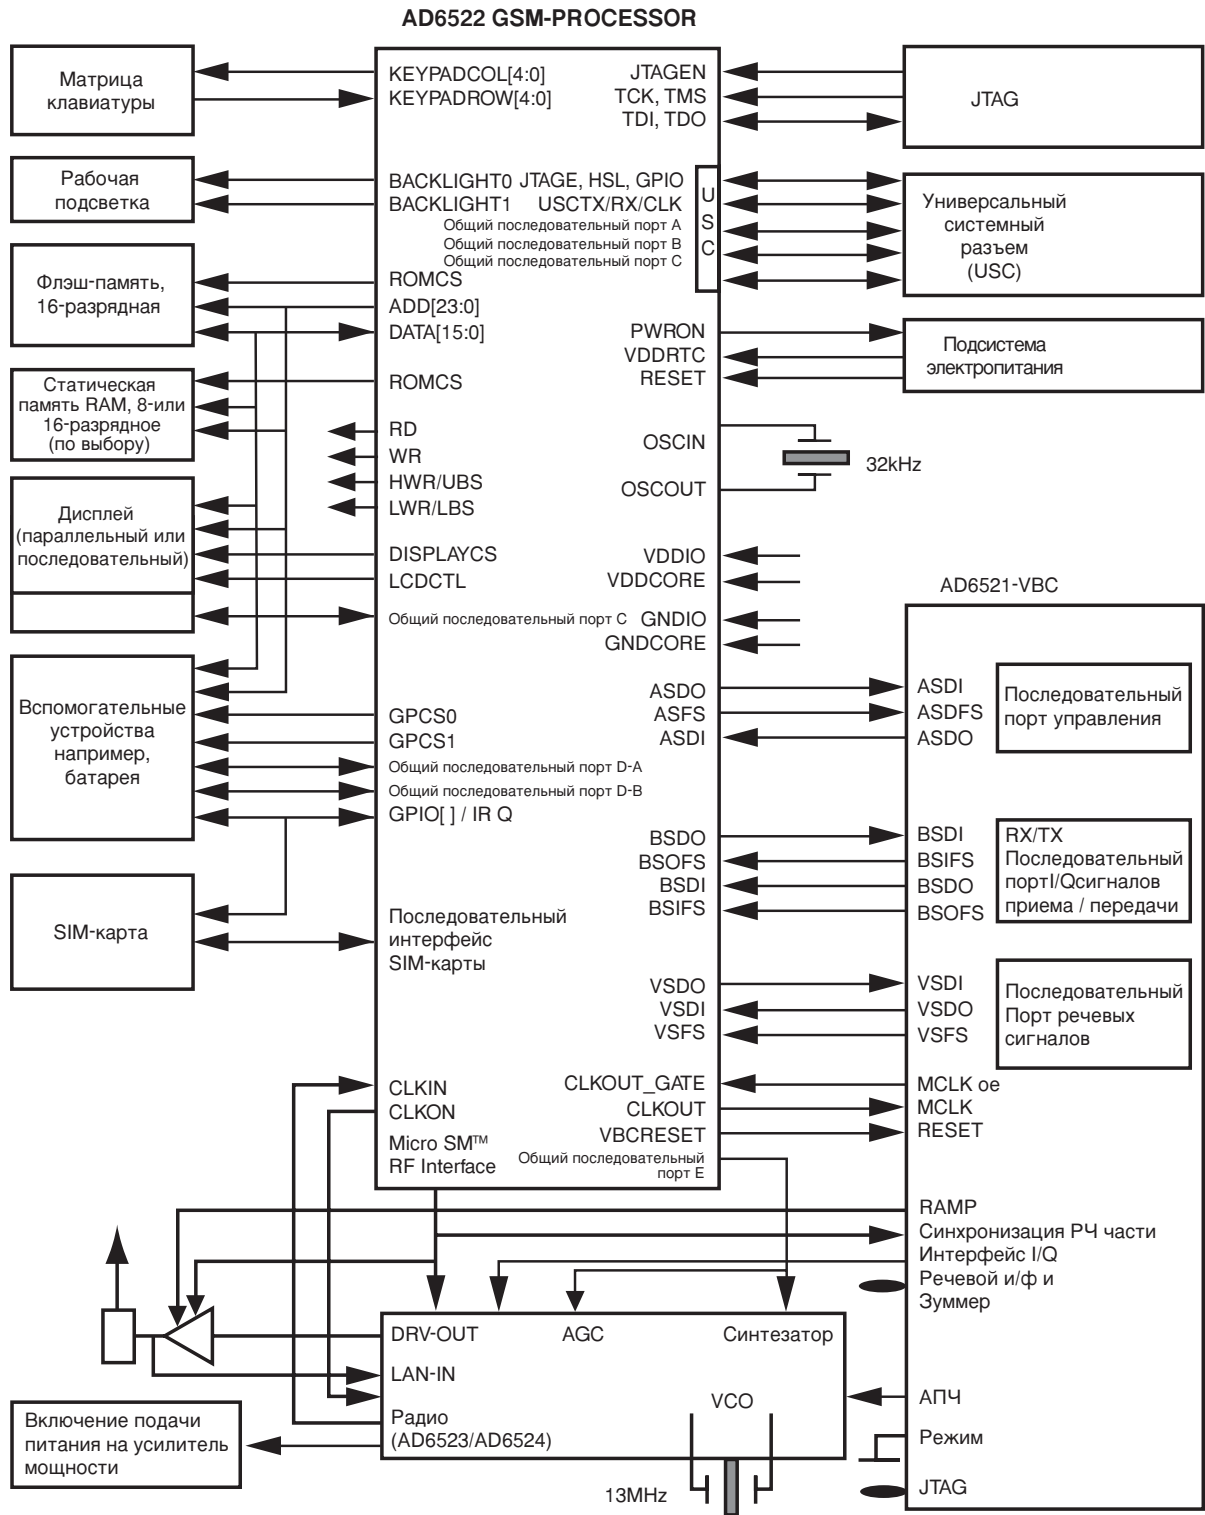 AD6522 GSM-PROCESSOR
Матрица
клавиатуры
Рабочая
подсветка
Флэш-память,
16-разрядная
Статическая
память RAM, 8-или
16-разрядное
(по выбору)
Дисплей
(параллельный или
последовательный)
Вспомогательные
устройства
например,
батарея
SIM-карта
KEYPADCOL[4:0]
KEYPADROW[4:0]
BACKLIGHT0
BACKLIGHT1
ROMCS
ADD[23:0]
DATA[15:0]
ROMCS
RD
WR
HWR/UBS
LWR/LBS
DISPLAYCS
LCDCTL
Общий последовательный порт C
GPCS0
GPCS1
Общий последовательный порт D-A
Общий последовательный порт D-B
GPIO[ ] / IR Q
Последовательный
интерфейс
SIM-карты
CLKIN
CLKON
Micro SM™
RF Interface
JTAGEN
TCK, TMS
TDI, TDO
JTAGE, HSL, GPIO
USCTX/RX/CLK
Общий последовательный порт A
Общий последовательный порт B
Общий последовательный порт C
U
S
C
PWRON
VDDRTC
RESET
OSCIN
OSCOUT
VDDIO
VDDCORE
GNDIO
GNDCORE
ASDO
ASFS
ASDI
BSDO
BSOFS
BSDI
BSIFS
VSDO
VSDI
VSFS
CLKOUT_GATE
CLKOUT
VBCRESET
Общий последовательный
порт E
JTAG
Универсальный
системный
разъем
(USC)
Подсистема
электропитания
32kHz
AD6521-VBC
ASDI
ASDFS
ASDO
Последовательный
порт управления
BSDI
BSIFS
BSDO
BSOFS
RX/TX
Последовательный
портI/Qсигналов
приема / передачи
VSDI
VSDO
VSFS
Последовательный
Порт речевых
сигналов
MCLK oe
MCLK
RESET
RAMP
Синхронизация РЧ части
Интерфейс I/Q
Речевой и/ф и
Зуммер
АПЧ
Режим
JTAG
DRV-OUT
AGC
Синтезатор
LAN-IN
VCO
Радио
(AD6523/AD6524)
13MHz
Включение подачи
питания на усилитель
мощности